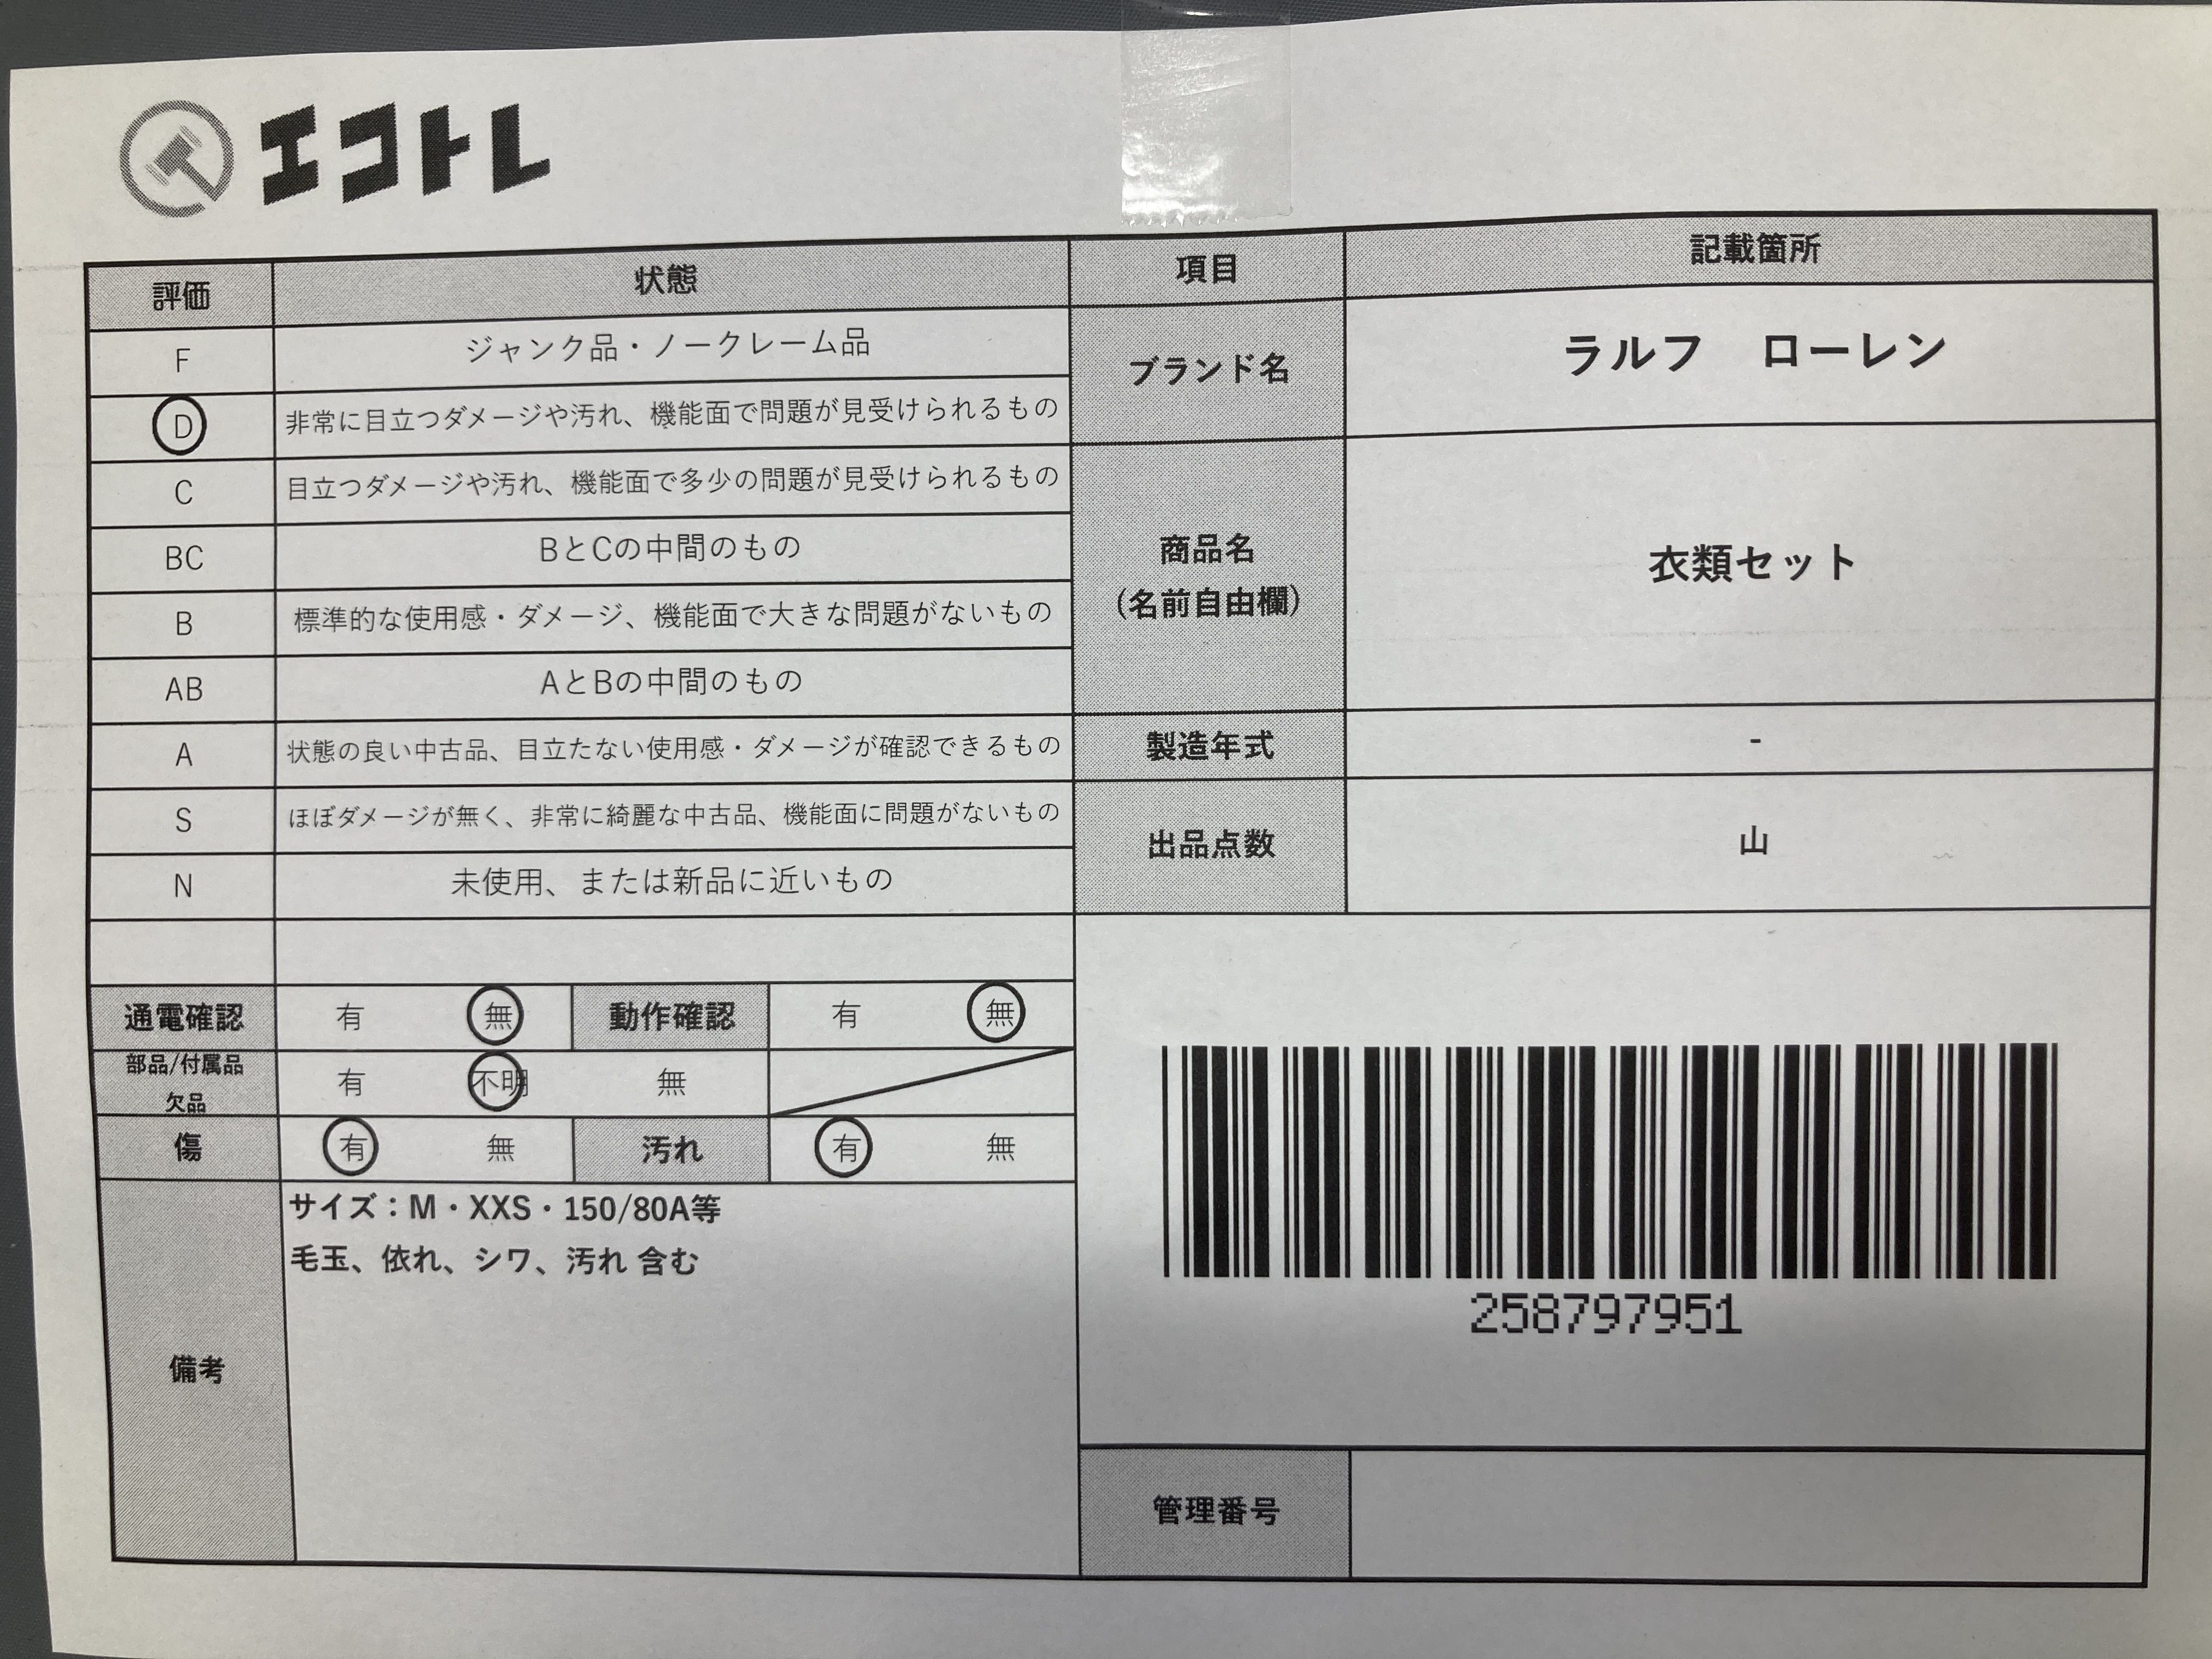 エコトレ
評価 状態
F ジャンク品・ノークレーム品
D 非常に目立つダメージや汚れ、機能面で問題が見受けられるもの
C 目立つダメージや汚れ、機能面で多少の問題が見受けられるもの
BC BとCの中間のもの
B 標準的な使用感・ダメージ、機能面で大きな問題がないもの
AB AとBの中間のもの
A 状態の良い中古品、目立たない使用感・ダメージが確認できるもの
S ほぼダメージが無く、非常に綺麗な中古品、機能面に問題がないもの
N 未使用、または新品に近いもの
通電確認 有 無 動作確認 有 無
部品/付属品
欠品
有 不明 無
傷 有 無 汚れ 有 無
備考
サイズ：M・XXS・150/80A等
毛玉、依れ、シワ、汚れ 含む
項目 記載箇所
ブランド名 ラルフ　ローレン
商品名
(名前自由欄)
衣類セット
製造年式 -
出品点数 山
258797951
管理番号